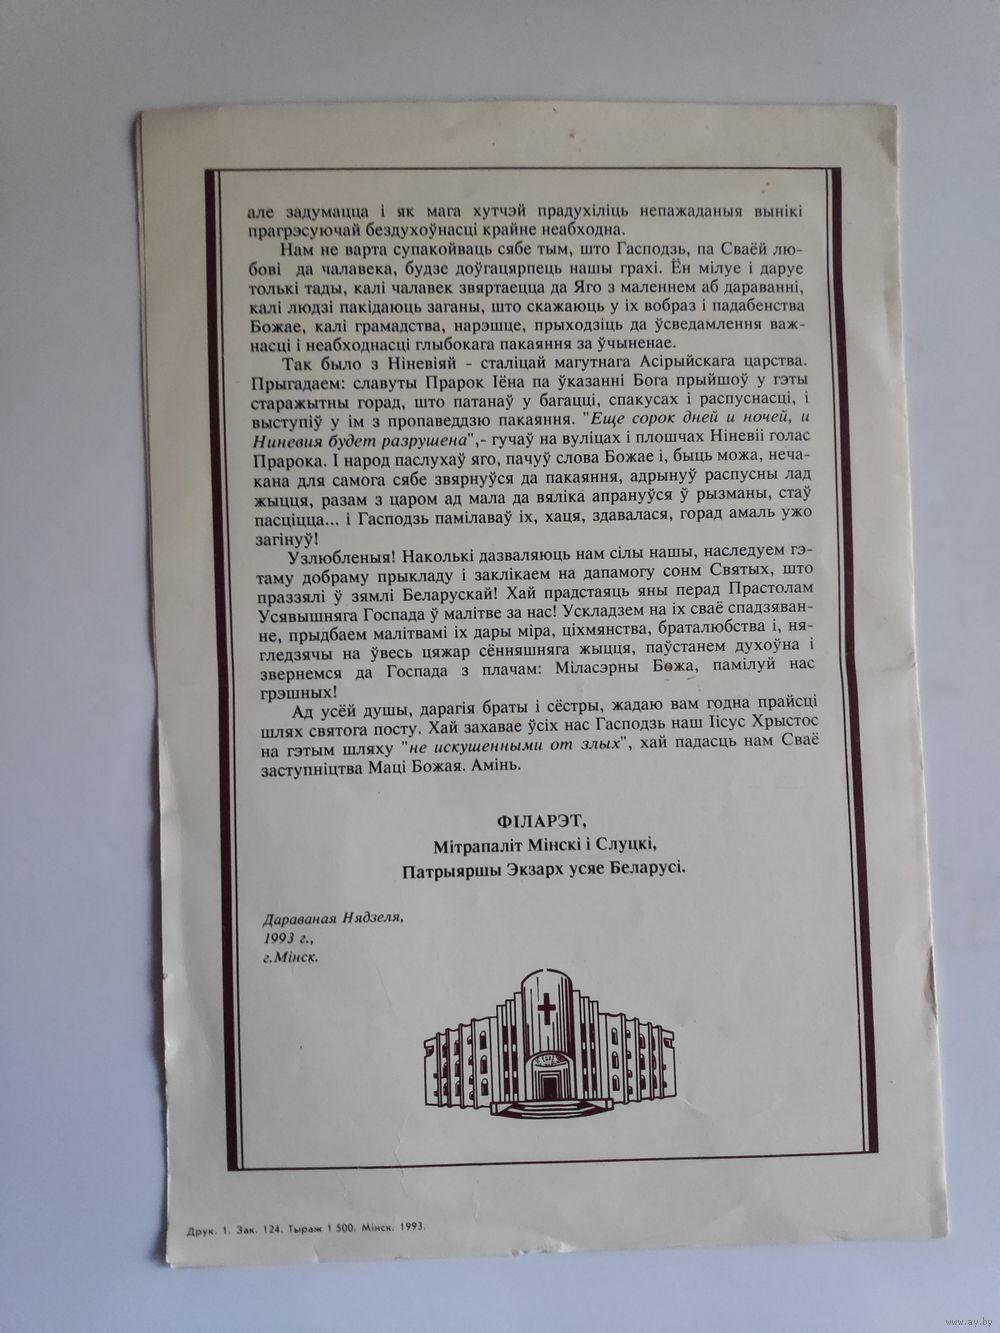 але задумацца і як мага хутчэй прадухіліць непажаданыя вынікі
прагрэсуючай бездухоўнасці крайне неабходна.
Нам не варта супакойваць сябе тым, што Гасподзь, па Сваёй лю-
бові да чалавека, будзе доўгацярпець нашы грахі. Ён мілуе і даруе
толькі тады, калі чалавек звяртаецца да Яго з маленнем аб дараванні,
калі людзі пакідаюць заганы, што скажаюць у іх вобраз і падабенства
Божае, калі грамадства, нарэшце, прыходзіць да ўсведамлення важ-
насці і неабходнасці глыбокага пакаяння за ўчыненае.
Так было з Ніневіяй - сталіцай магутнага Асірыйскага царства.
Прыгадаем: славуты Прарок Іёна па ўказанні Бога прыйшоў у гэты
старажытны горад, што патанаў у багацці, спакусах і распуснасці, і
выступіў у ім з пропаведдзю пакаяння. "Еще сорок дней и ночей, и
Ниневия будет разрушена",- гучаў на вуліцах і плошчах Ніневіі голас
Прарока. І народ паслухаў яго, пачуў слова Божае і, быць можа, неча-
кана для самога сябе звярнуўся да пакаяння, адрынуў распусны лад
жыцця, разам з царом ад мала да вяліка апрануўся ў рызманы, стаў
пасціцца... і Гасподзь памілаваў іх, хаця, здавалася, горад амаль ужо
загінуў!
Узлюбленыя! Наколькі дазваляюць нам сілы нашы, наследуем гэ-
таму добраму прыкладу і заклікаем на дапамогу сонм Святых, што
праззялі ў зямлі Беларускай! Хай прадстаяць яны перад Прастолам
Усявышняга Госпада ў малітве за нас! Ускладзем на іх сваё спадзяван-
не, прыдбаем малітвамі іх дары міра, ціхмянства, браталюбства і, ня-
гледзячы на ўвесь цяжар сённяшняга жыцця, паўстанем духоўна і
звернемся да Госпада з плачам: Міласэрны Божа, памілуй нас
грэшных!
Ад усёй душы, дарагія браты і сёстры, жадаю вам годна прайсці
шлях святога посту. Хай захавае ўсіх нас Гасподзь наш Іісус Хрыстос
на гэтым шляху "не искушенными от злых", хай падасць нам Сваё
заступніцтва Маці Божая. Амінь.
ФІЛАРЭТ,
Мітрапаліт Мінскі і Слуцкі,
Патрыяршы Экзарх усяе Беларусі.
Дараваная Нядзеля,
1993 г.,
г.Мінск.
Друк. 1. Зак. 124. Тыраж 1 500. Мінск. 1993.
www.ay.by